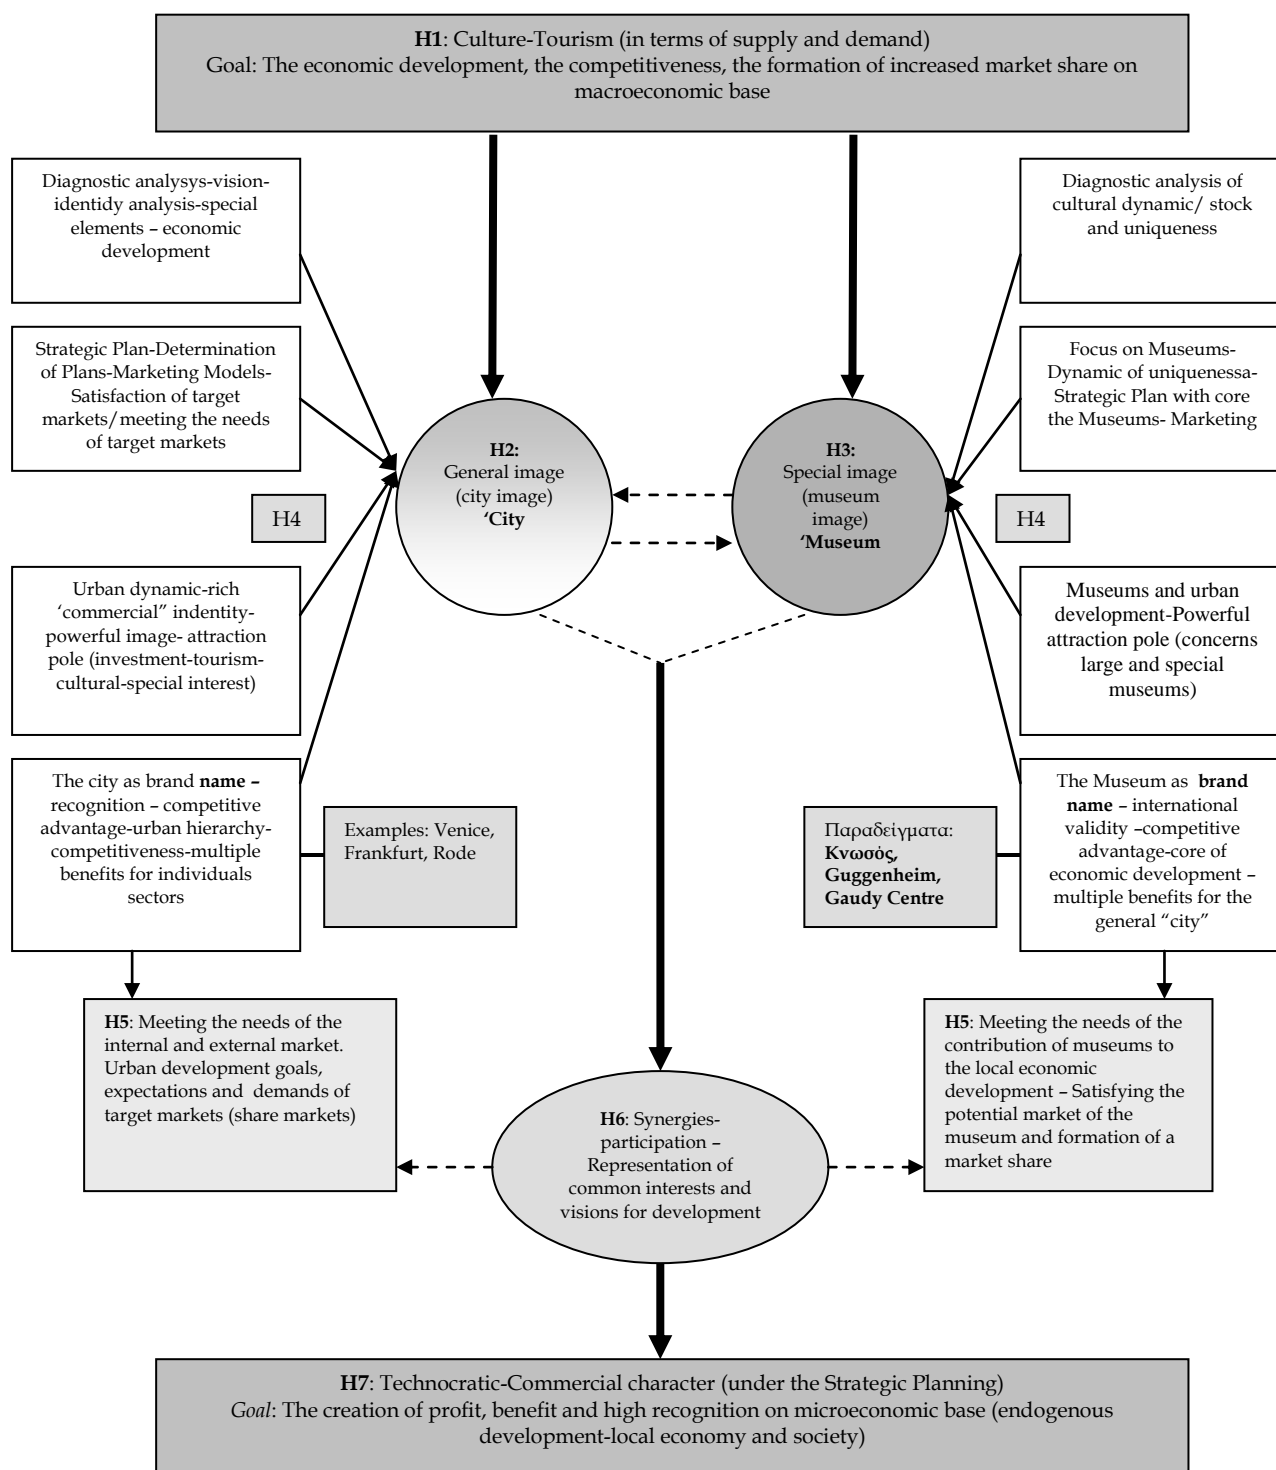 H1: Culture-Tourism (in terms of supply and demand)
Goal: The economic development, the competitiveness, the formation of increased market share on
macroeconomic base
Diagnostic analysys-vision-
identidy analysis-special
elements – economic
development
Diagnostic analysis of
cultural dynamic/ stock
and uniqueness
Strategic Plan-Determination
of Plans-Marketing Models-
Satisfaction of target
markets/meeting the needs
of target markets
Focus on Museums-
Dynamic of uniquenessa-
Strategic Plan with core
the Museums- Marketing
H2:
General image
(city image)
‘City
H3:
Special image
(museum
image)
‘Museum
H4
H4
Urban dynamic-rich
‘commercial” indentity-
powerful image- attraction
pole (investment-tourism-
cultural-special interest)
Museums and urban
development-Powerful
attraction pole (concerns
large and special
museums)
The city as brand name –
recognition – competitive
advantage-urban hierarchy-
competitiveness-multiple
benefits for individuals
sectors
Examples: Venice,
Frankfurt, Rode
Παραδείγματα:
Κνωσός,
Guggenheim,
Gaudy Centre
The Museum as brand
name – international
validity –competitive
advantage-core of
economic development –
multiple benefits for the
general “city”
H5: Meeting the needs of the
internal and external market.
Urban development goals,
expectations and demands of
target markets (share markets)
H5: Meeting the needs of the
contribution of museums to
the local economic
development – Satisfying the
potential market of the
museum and formation of a
market share
H6: Synergies-
participation –
Representation of
common interests and
visions for development
H7: Technocratic-Commercial character (under the Strategic Planning)
Goal: The creation of profit, benefit and high recognition on microeconomic base (endogenous
development-local economy and society)